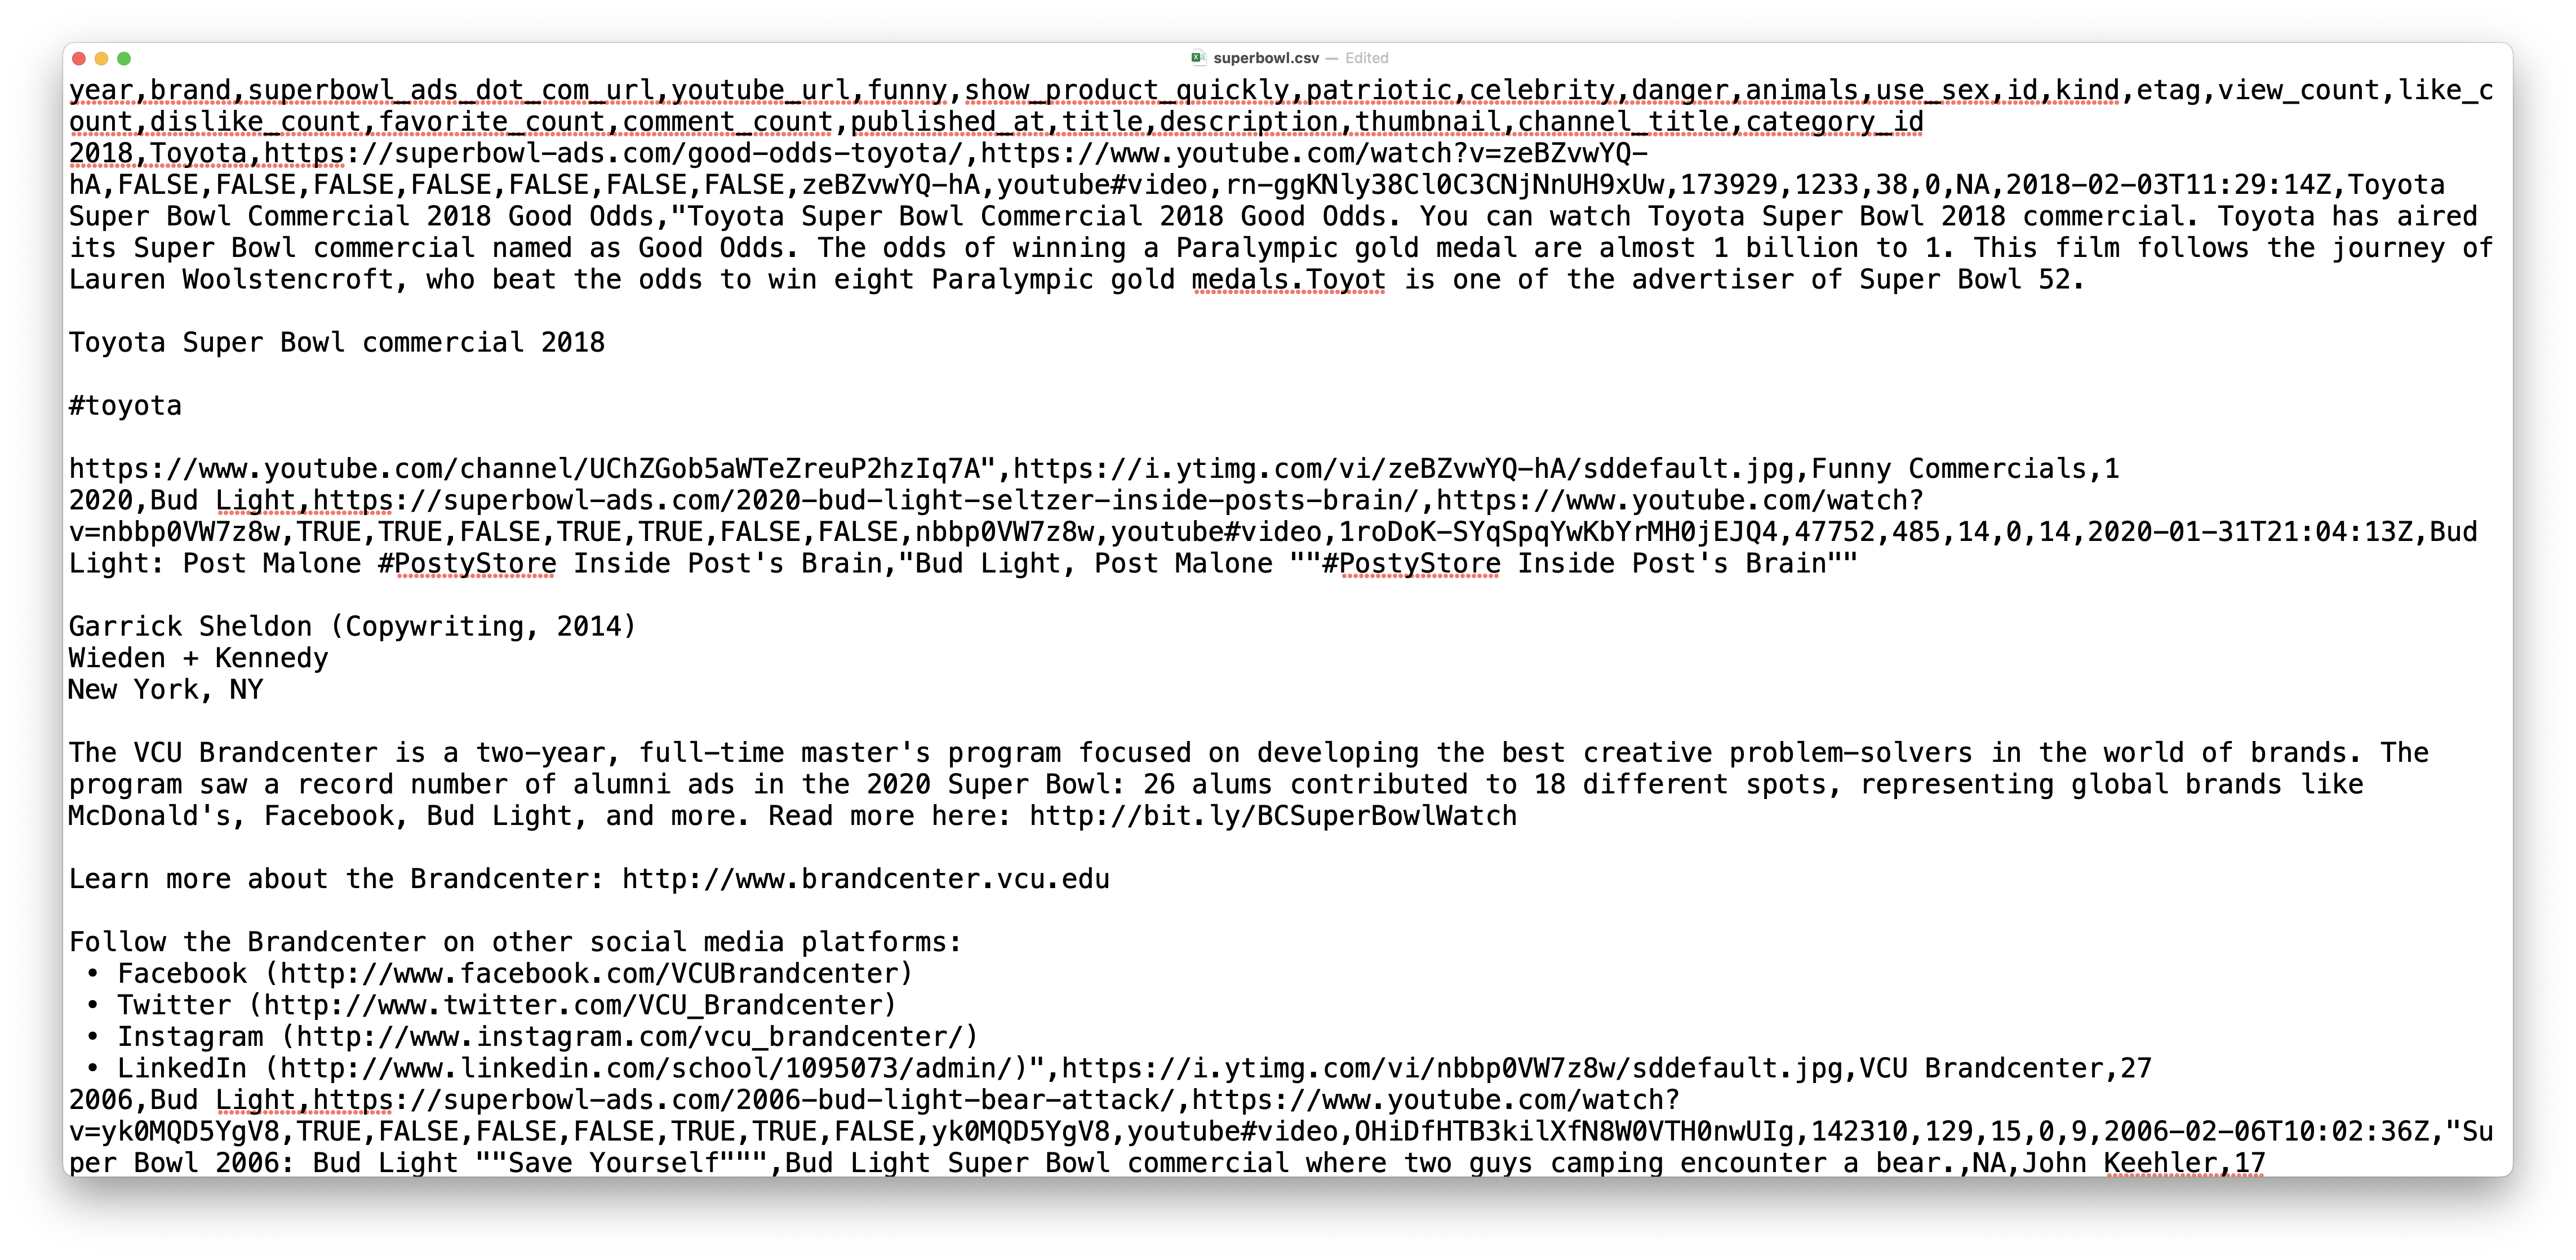 superbowl.csv — Edited
year,brand,superbowl_ads_dot_com_url,youtube_url,funny,show_product_quickly,patriotic,celebrity,danger,animals,use_sex,id,kind,etag,view_count,like_c
ount,dislike_count,favorite_count,comment_count,published_at,title,description,thumbnail,channel_title,category_id
2018,Toyota,https://superbowl-ads.com/good-odds-toyota/,https://www.youtube.com/watch?v=zeBZvwYQ-
hA,FALSE,FALSE,FALSE,FALSE,FALSE,FALSE,FALSE,zeBZvwYQ-hA,youtube#video,rn-ggKNly38Cl0C3CNjNnUH9xUw,173929,1233,38,0,NA,2018-02-03T11:29:14Z,Toyota
Super Bowl Commercial 2018 Good Odds,"Toyota Super Bowl Commercial 2018 Good Odds. You can watch Toyota Super Bowl 2018 commercial. Toyota has aired
its Super Bowl commercial named as Good Odds. The odds of winning a Paralympic gold medal are almost 1 billion to 1. This film follows the journey of
Lauren Woolstencroft, who beat the odds to win eight Paralympic gold medals.Toyot is one of the advertiser of Super Bowl 52.
Toyota Super Bowl commercial 2018
#toyota
https://www.youtube.com/channel/UChZGob5aWTeZreuP2hzIq7A",https://i.ytimg.com/vi/zeBZvwYQ-hA/sddefault.jpg,Funny Commercials,1
2020,Bud Light,https://superbowl-ads.com/2020-bud-light-seltzer-inside-posts-brain/,https://www.youtube.com/watch?
v=nbbp0VW7z8w,TRUE,TRUE,FALSE,TRUE,TRUE,FALSE,FALSE,nbbp0VW7z8w,youtube#video,1roDoK-SYqSpqYwKbYrMH0jEJQ4,47752,485,14,0,14,2020-01-31T21:04:13Z,Bud
Light: Post Malone #PostyStore Inside Post's Brain,"Bud Light, Post Malone ""#PostyStore Inside Post's Brain""
Garrick Sheldon (Copywriting, 2014)
Wieden + Kennedy
New York, NY
The VCU Brandcenter is a two-year, full-time master's program focused on developing the best creative problem-solvers in the world of brands. The
program saw a record number of alumni ads in the 2020 Super Bowl: 26 alums contributed to 18 different spots, representing global brands like
McDonald's, Facebook, Bud Light, and more. Read more here: http://bit.ly/BCSuperBowlWatch
Learn more about the Brandcenter: http://www.brandcenter.vcu.edu
Follow the Brandcenter on other social media platforms:
• Facebook (http://www.facebook.com/VCUBrandcenter)
• Twitter (http://www.twitter.com/VCU_Brandcenter)
• Instagram (http://www.instagram.com/vcu_brandcenter/)
• LinkedIn (http://www.linkedin.com/school/1095073/admin/)",https://i.ytimg.com/vi/nbbp0VW7z8w/sddefault.jpg,VCU Brandcenter,27
2006,Bud Light,https://superbowl-ads.com/2006-bud-light-bear-attack/,https://www.youtube.com/watch?
v=yk0MQD5YgV8,TRUE,FALSE,FALSE,FALSE,TRUE,TRUE,FALSE,yk0MQD5YgV8,youtube#video,OHiDfHTB3kilXfN8W0VTH0nwUIg,142310,129,15,0,9,2006-02-06T10:02:36Z,"Su
per Bowl 2006: Bud Light ""Save Yourself""",Bud Light Super Bowl commercial where two guys camping encounter a bear.,NA,John Keehler,17